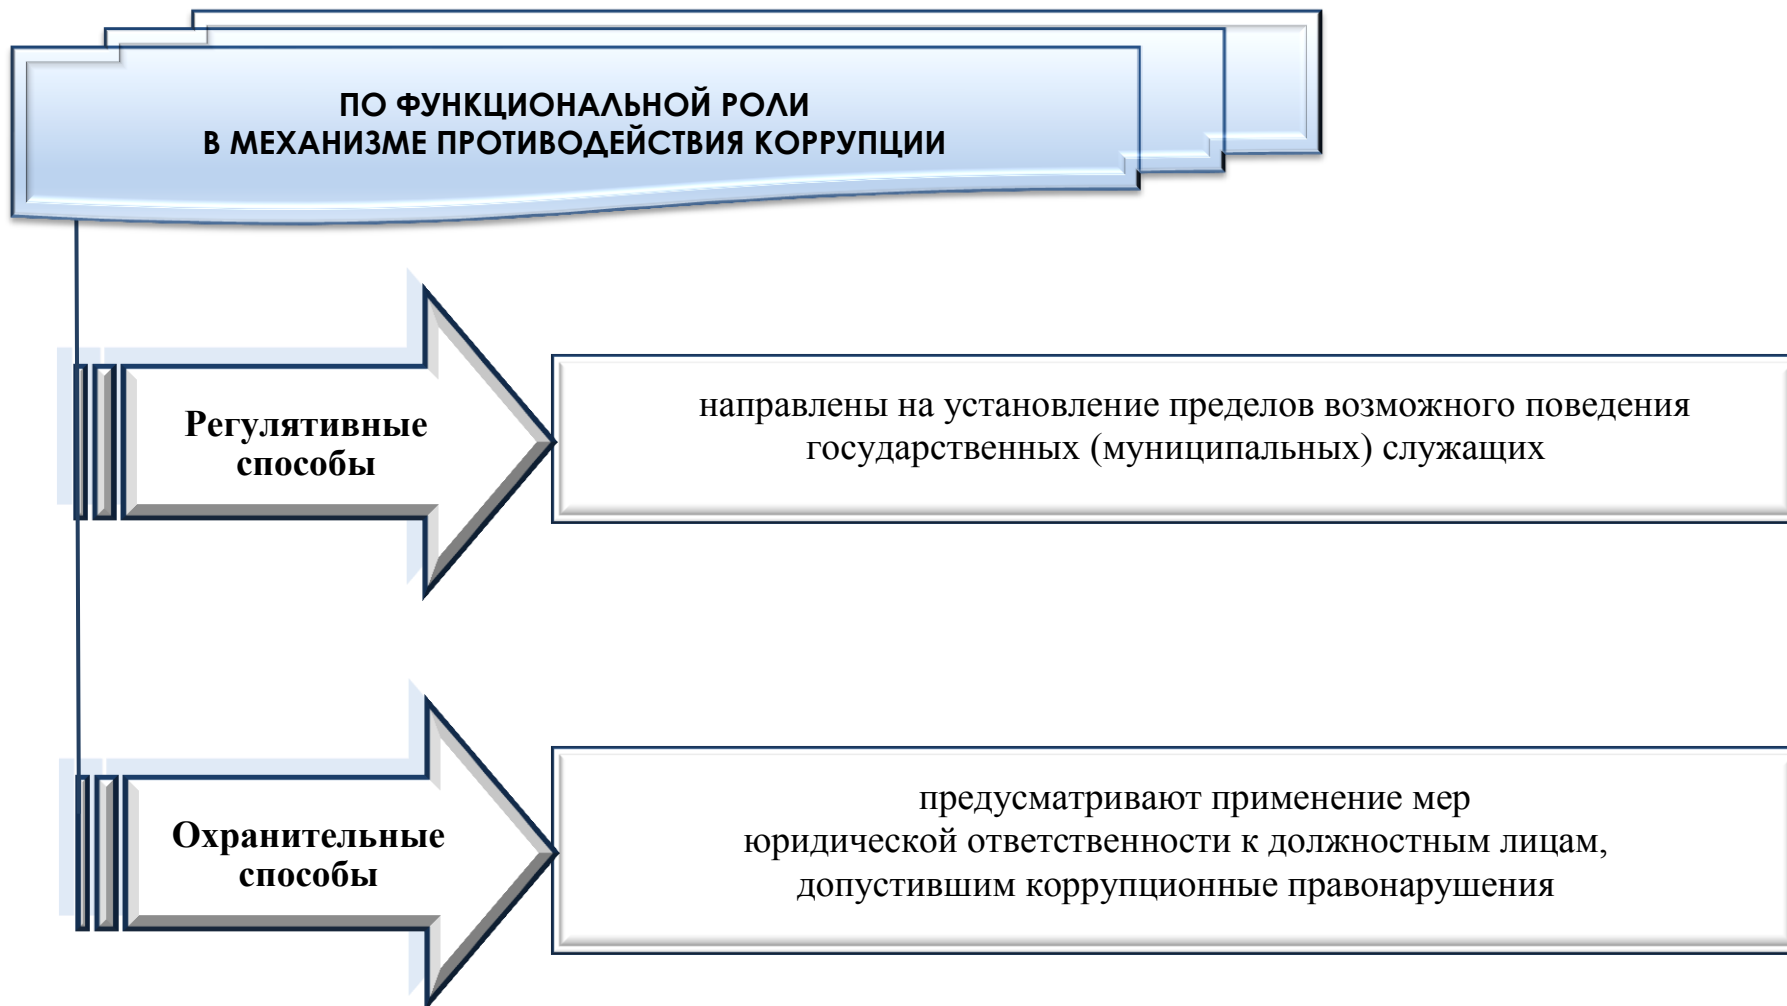 ПО ФУНКЦИОНАЛЬНОЙ РОЛИ
В МЕХАНИЗМЕ ПРОТИВОДЕЙСТВИЯ КОРРУПЦИИ
Регулятивные
способы
направлены на установление пределов возможного поведения
государственных (муниципальных) служащих
Охранительные
способы
предусматривают применение мер
юридической ответственности к должностным лицам,
допустившим коррупционные правонарушения